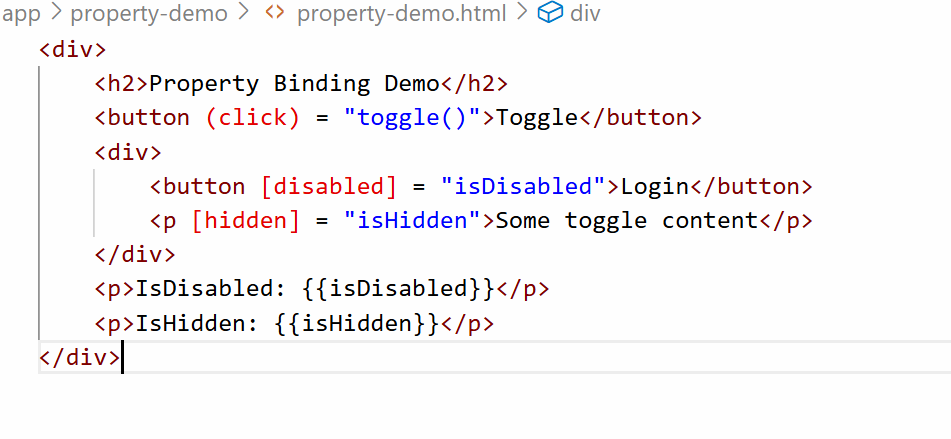 app > property-demo > <> property-demo.html > div
<div>
<h2>Property Binding Demo</h2>
<button (click) = "toggle()">Toggle</button>
<div>
<button [disabled] = "isDisabled">Login</button>
<p [hidden] = "isHidden">Some toggle content</p>
</div>
<p>IsDisabled: {{isDisabled}}</p>
<p>IsHidden: {{isHidden}}</p>
</div>